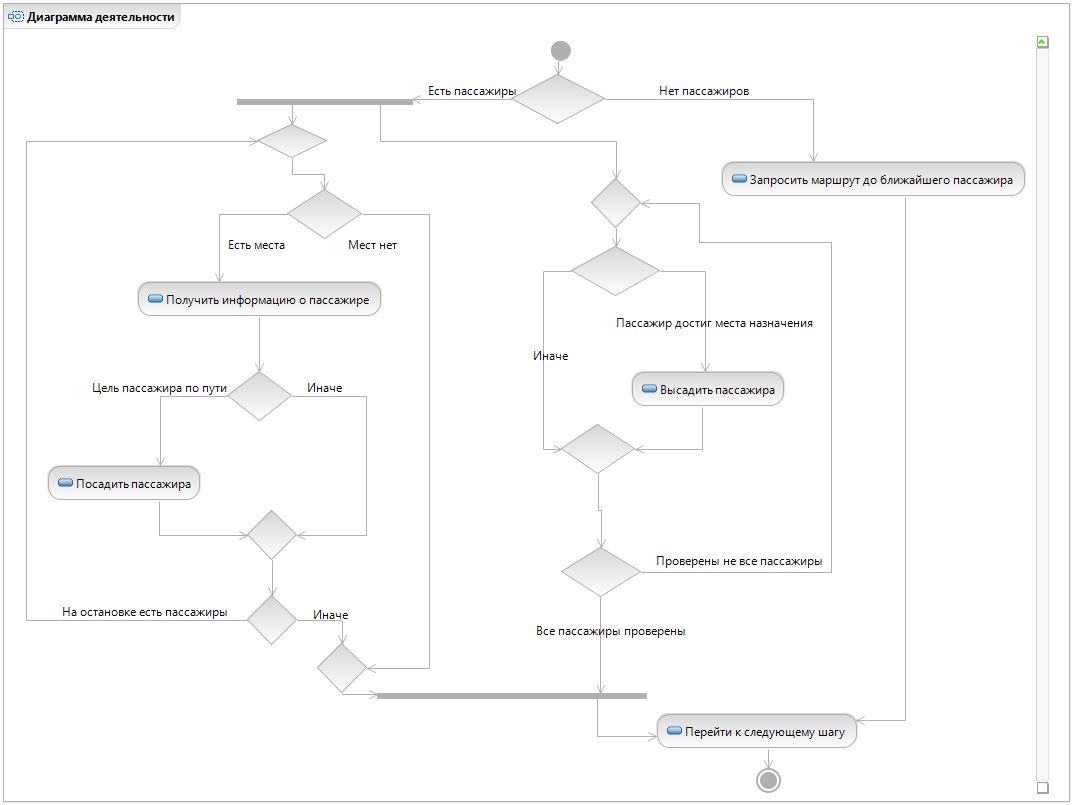 Диаграмма деятельности
Есть пассажиры
Нет пассажиров
Запросить маршрут до ближайшего пассажира
Есть места
Мест нет
Получить информацию о пассажире
Пассажир достиг места назначения
Иначе
Цель пассажира по пути
Иначе
Высадить пассажира
Посадить пассажира
Проверены не все пассажиры
На остановке есть пассажиры
Иначе
Все пассажиры проверены
Перейти к следующему шагу